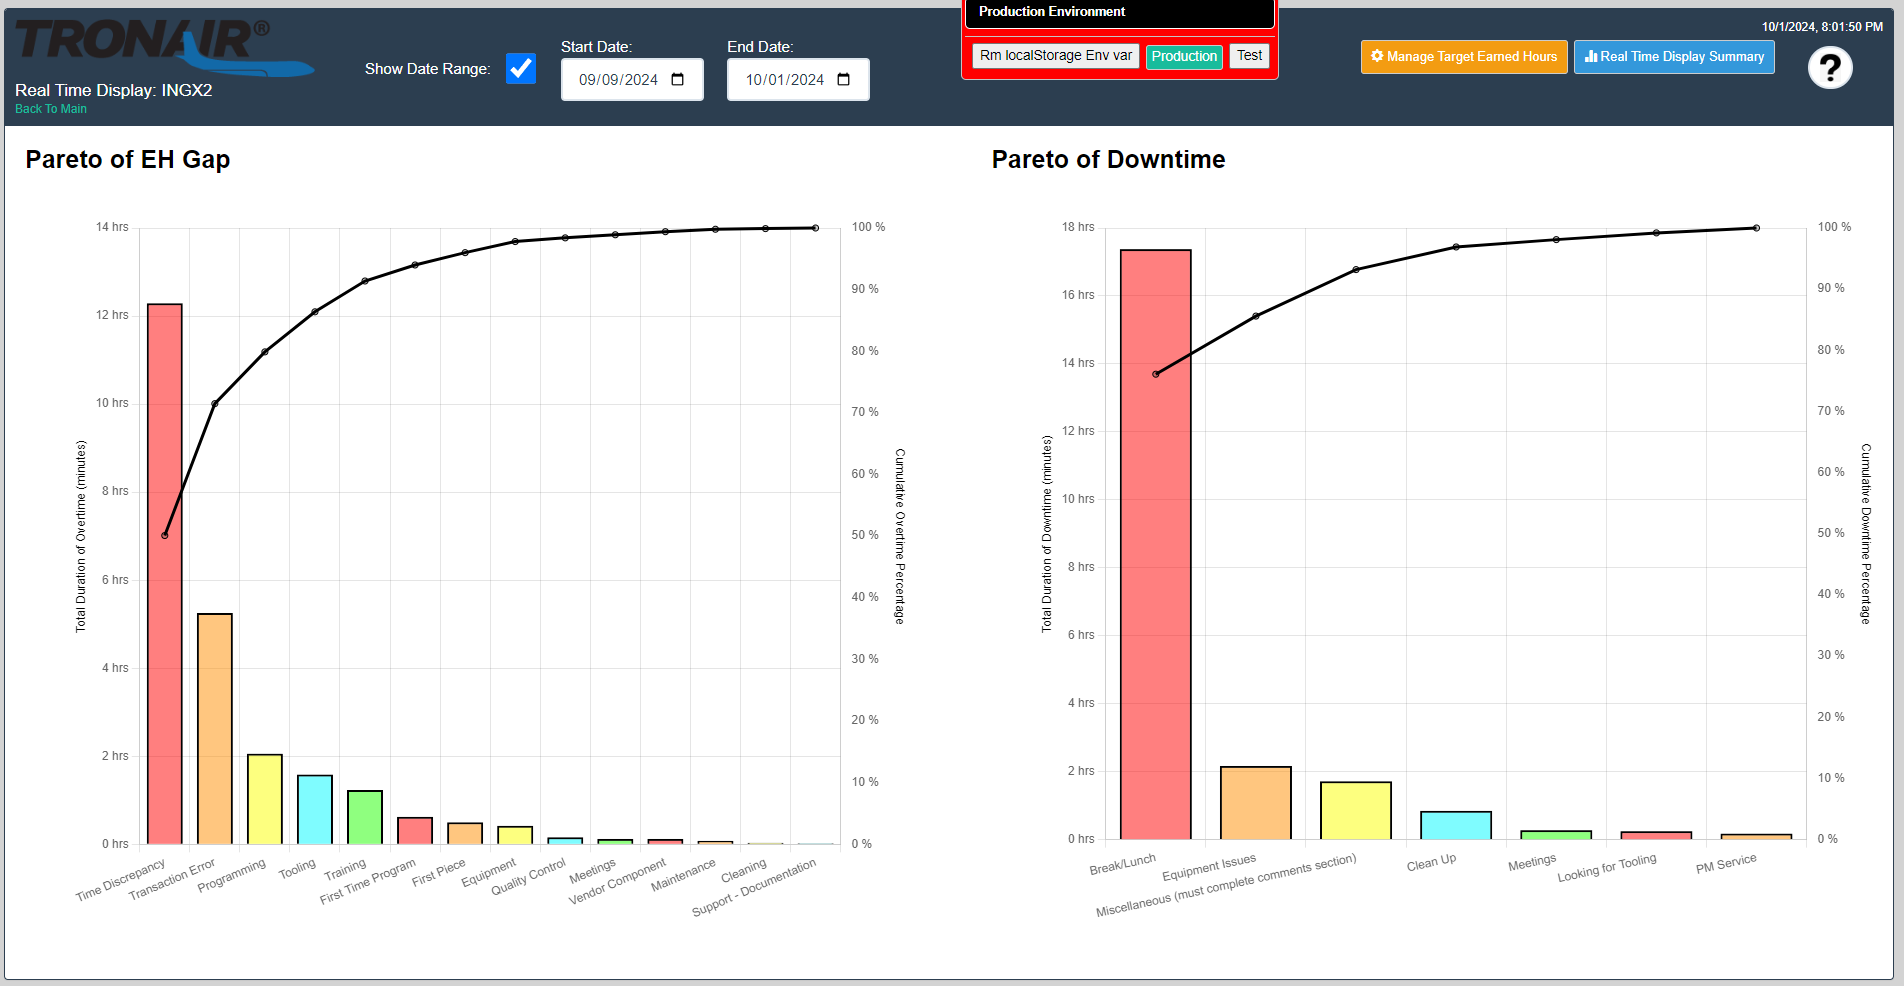 TRONAIR®
Real Time Display: INGX2
Back To Main
Show Date Range:
Start Date:
09/09/2024
End Date:
10/01/2024
Production Environment
Rm localStorage Env var
Production
Test
10/1/2024, 8:01:50 PM
Manage Target Earned Hours
Real Time Display Summary
?
Pareto of EH Gap
Total Duration of Overtime (minutes)
14 hrs
12 hrs
10 hrs
8 hrs
6 hrs
4 hrs
2 hrs
0 hrs
100 %
90 %
80 %
70 %
60 %
50 %
40 %
30 %
20 %
10 %
0 %
Cumulative Overtime Percentage
Time Discrepancy
Transaction Error
Programming
Tooling
Training
First Time Program
First Piece
Equipment
Quality Control
Meetings
Vendor Component
Maintenance
Cleaning
Support - Documentation
Pareto of Downtime
Total Duration of Downtime (minutes)
18 hrs
16 hrs
14 hrs
12 hrs
10 hrs
8 hrs
6 hrs
4 hrs
2 hrs
0 hrs
100 %
90 %
80 %
70 %
60 %
50 %
40 %
30 %
20 %
10 %
0 %
Cumulative Downtime Percentage
Break/Lunch
Equipment Issues
Miscellaneous (must complete comments section)
Clean Up
Meetings
Looking for Tooling
PM Service